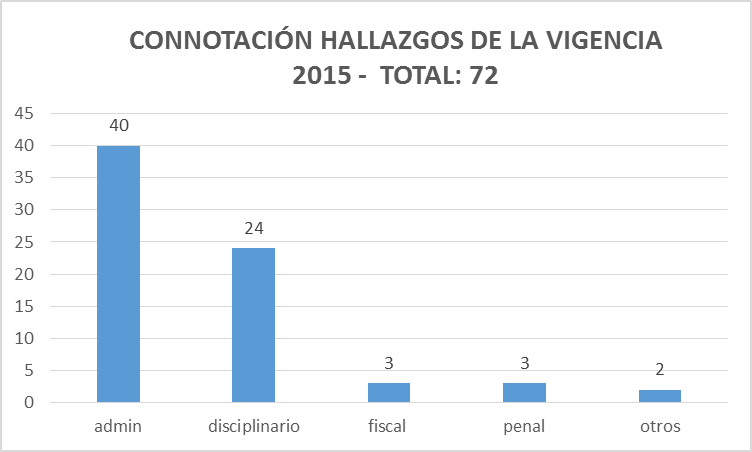 CONNOTACIÓN HALLAZGOS DE LA VIGENCIA
2015 - TOTAL: 72
45
40
35
30
25
20
15
10
5
0
40
24
3
3
2
admin
disciplinario
fiscal
penal
otros